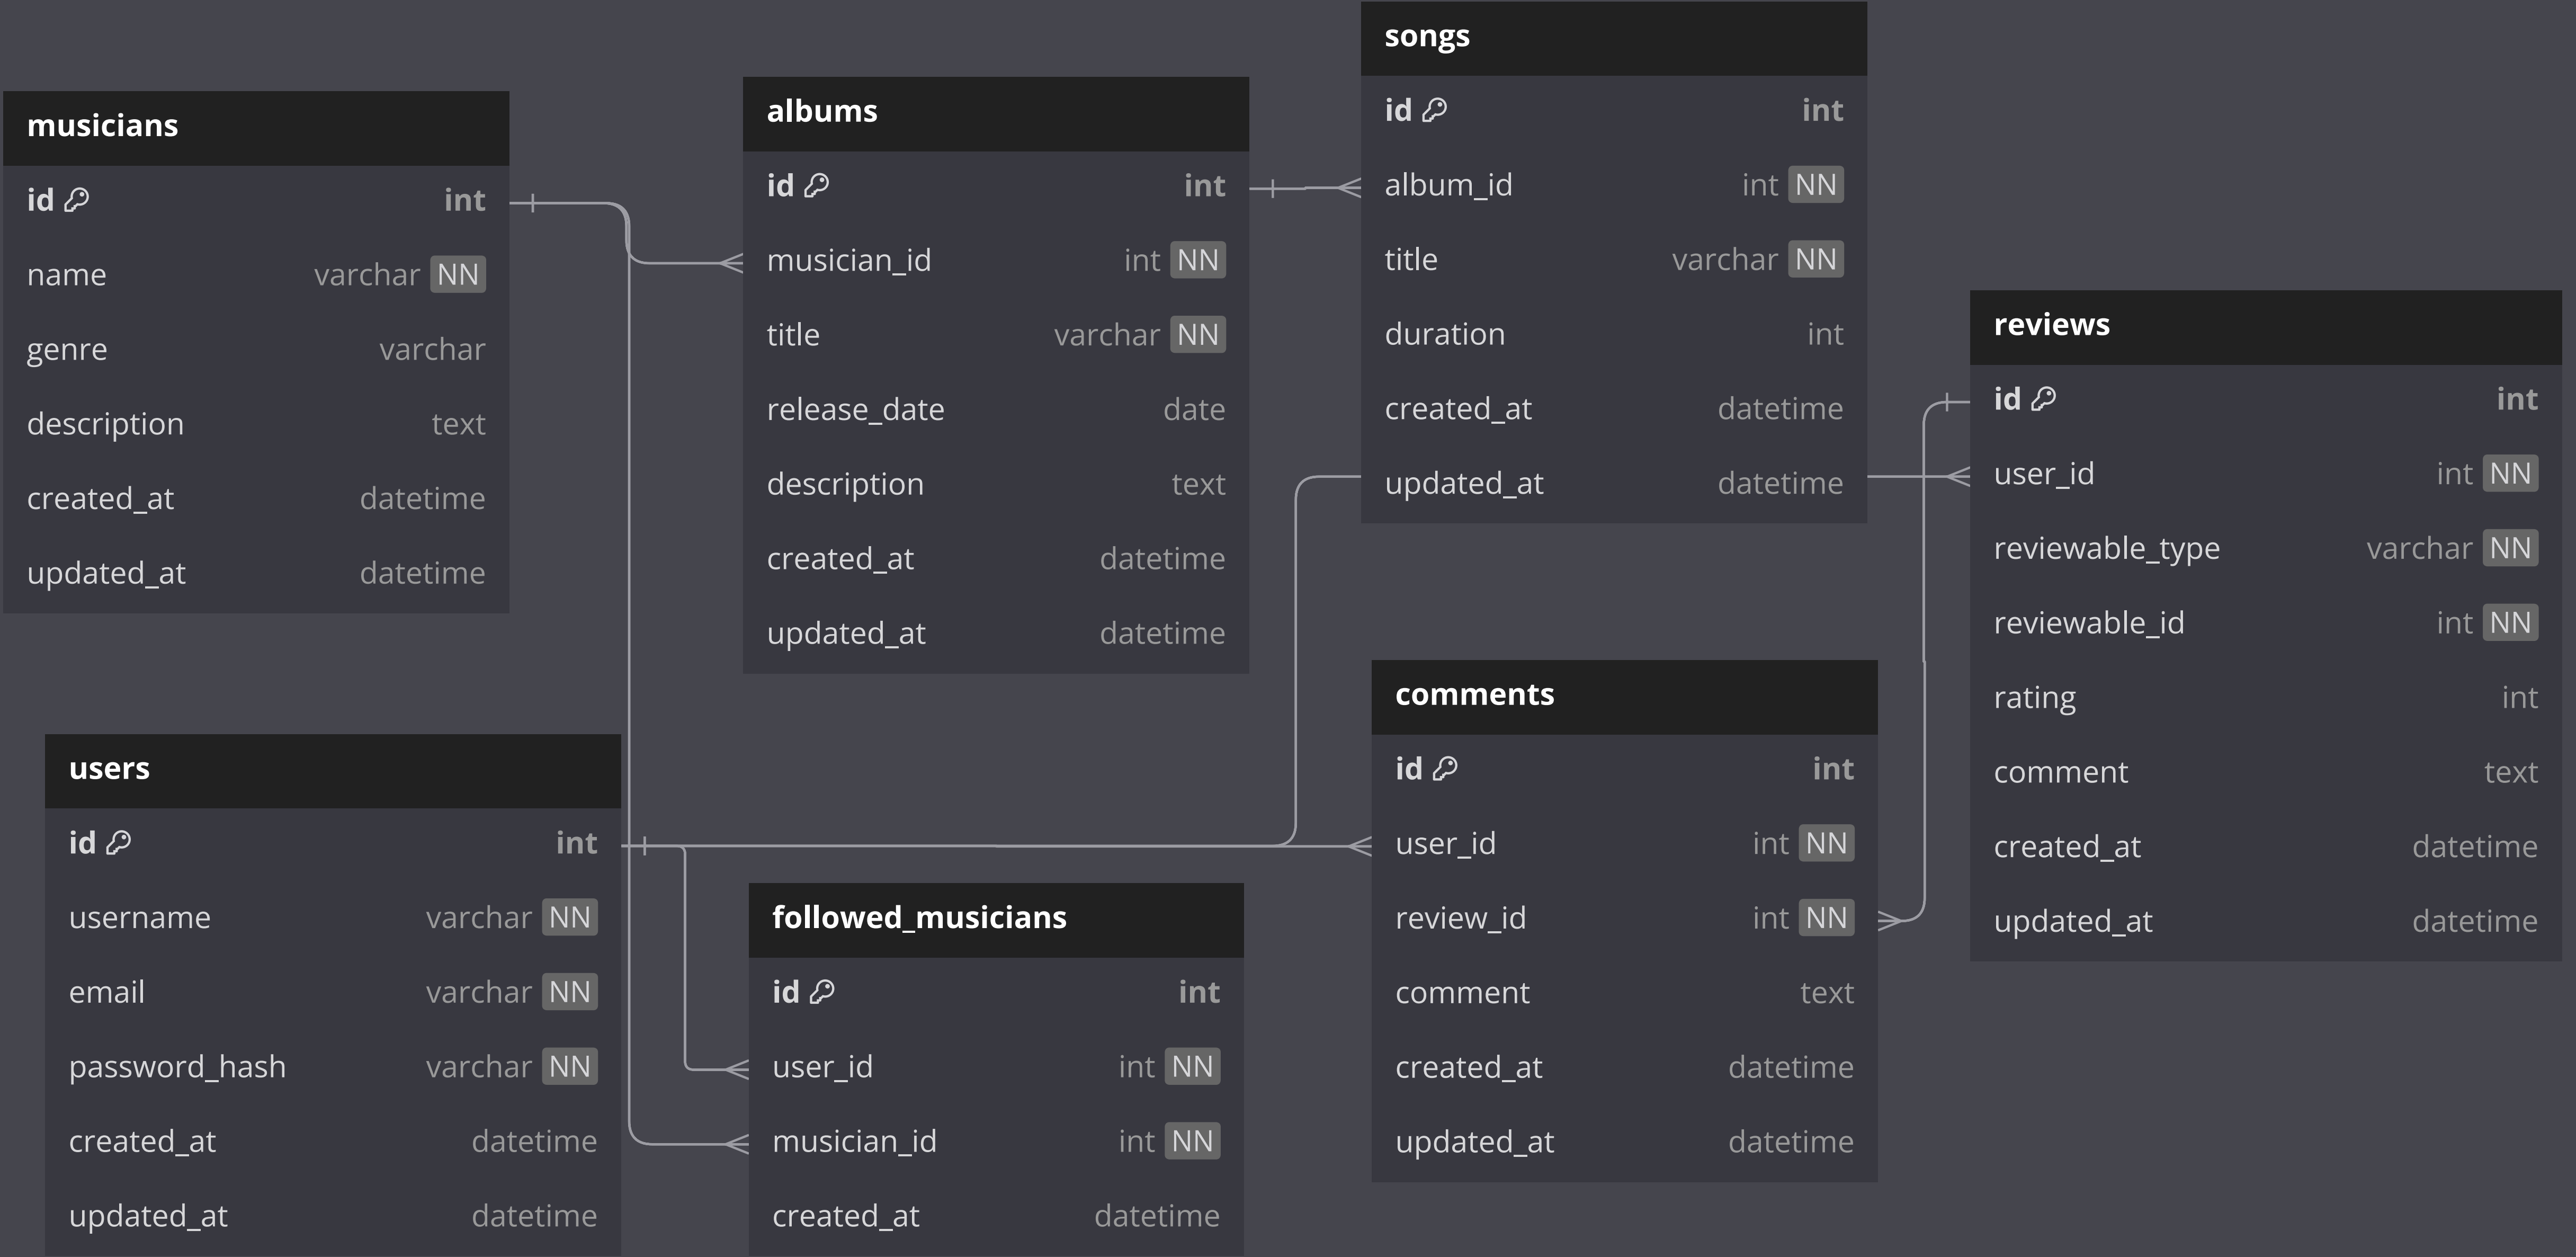 musicians
id int
name varchar NN
genre varchar
description text
created_at datetime
updated_at datetime
albums
id int
musician_id int NN
title varchar NN
release_date date
description text
created_at datetime
updated_at datetime
songs
id int
album_id int NN
title varchar NN
duration int
created_at datetime
updated_at datetime
reviews
id int
user_id int NN
reviewable_type varchar NN
reviewable_id int NN
rating int
comment text
created_at datetime
updated_at datetime
users
id int
username varchar NN
email varchar NN
password_hash varchar NN
created_at datetime
updated_at datetime
followed_musicians
id int
user_id int NN
musician_id int NN
created_at datetime
comments
id int
user_id int NN
review_id int NN
comment text
created_at datetime
updated_at datetime